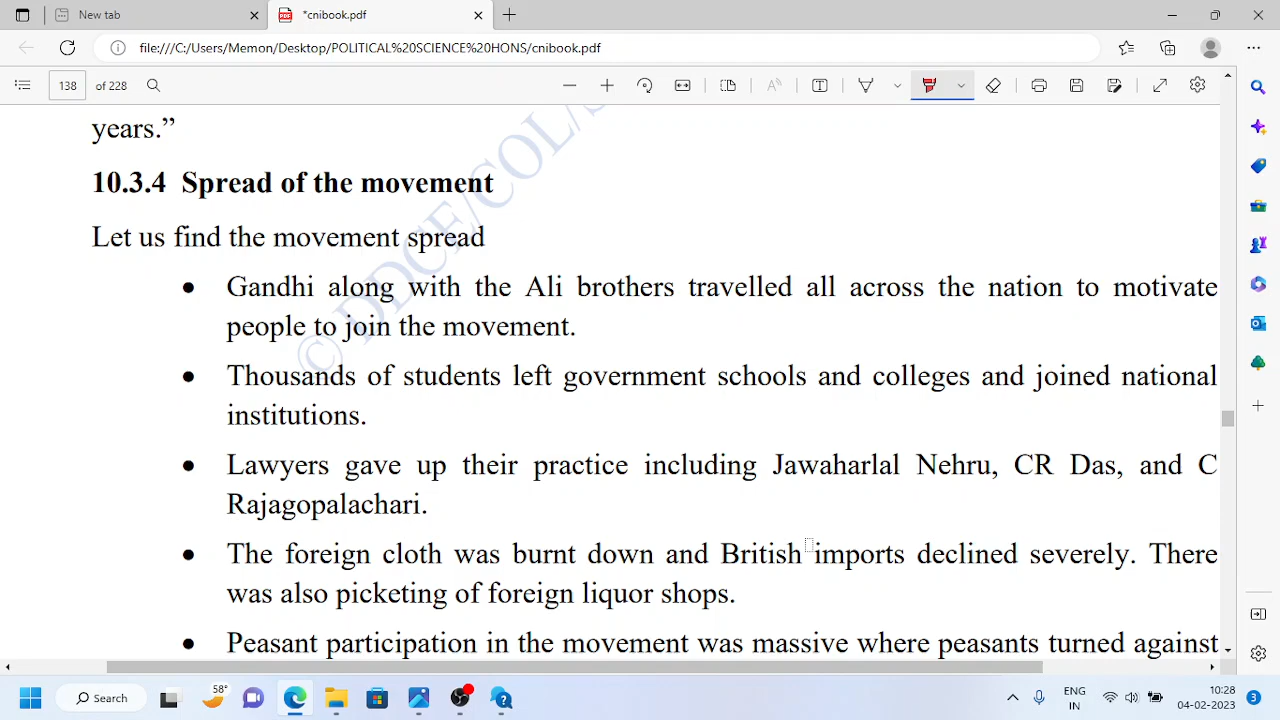 New tab
*cnibook.pdf
file:///C:/Users/Memon/Desktop/POLITICAL%20SCIENCE%20HONS/cnibook.pdf
138 of 228
years.”
10.3.4 Spread of the movement
Let us find the movement spread
• Gandhi along with the Ali brothers travelled all across the nation to motivate
people to join the movement.
• Thousands of students left government schools and colleges and joined national
institutions.
• Lawyers gave up their practice including Jawaharlal Nehru, CR Das, and C
Rajagopalachari.
• The foreign cloth was burnt down and British imports declined severely. There
was also picketing of foreign liquor shops.
• Peasant participation in the movement was massive where peasants turned against
© DDCE/COL/
58°
Search
ENG
IN
10:28
04-02-2023
3